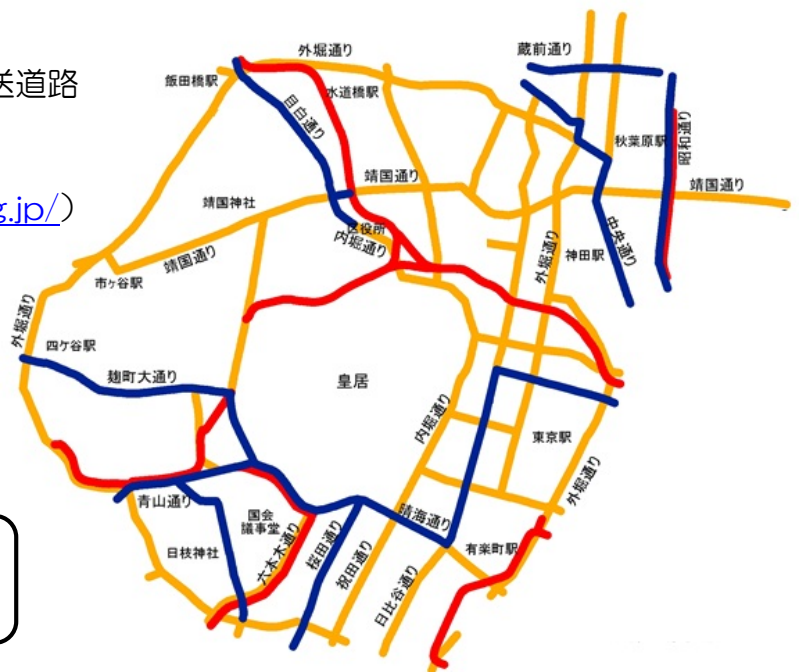 送道路
g.jp/）
外堀通り
蔵前通り
飯田橋駅
水道橋駅
目白通り
秋葉原駅
昭和通り
靖国通り
靖国通り
靖国神社
区役所
内堀通り
靖国通り
外堀通り
神田駅
中央通り
市ヶ谷駅
外堀通り
四ケ谷駅
麹町大通り
皇居
内堀通り
東京駅
外堀通り
青山通り
国会
議事堂
晴海通り
有楽町駅
日枝神社
六本木通り
桜田通り
祝田通り
日比谷通り